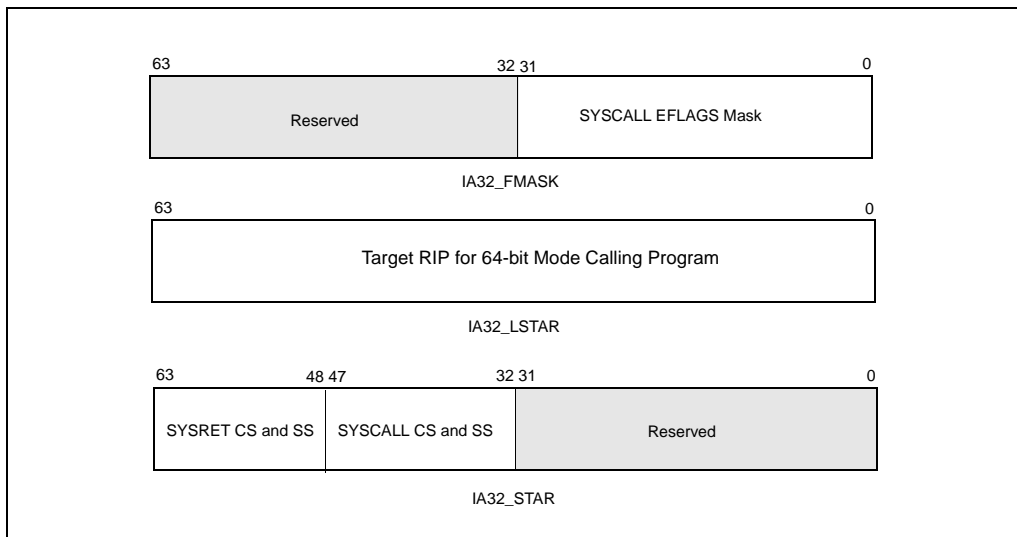 63 32 31 0
Reserved SYSCALL EFLAGS Mask
IA32_FMASK
63 0
Target RIP for 64-bit Mode Calling Program
IA32_LSTAR
63 48 47 32 31 0
SYSRET CS and SS SYSCALL CS and SS Reserved
IA32_STAR